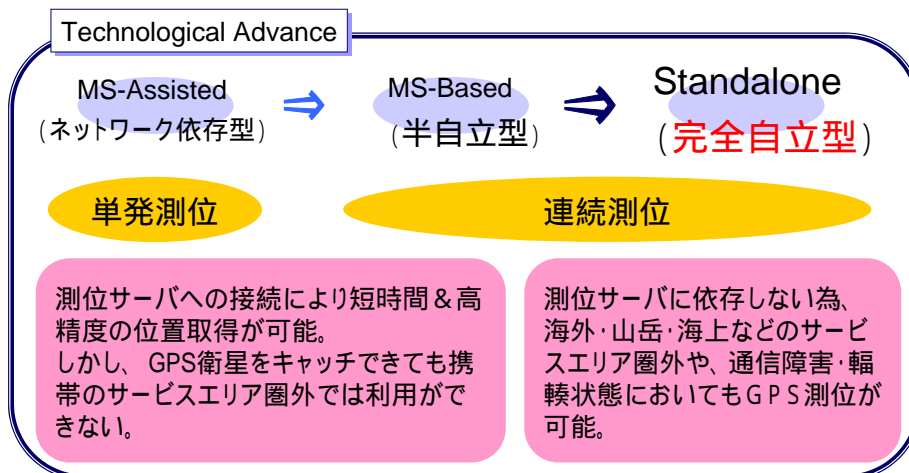 Technological Advance
MS-Assisted
(ネットワーク依存型)
MS-Based
(半自立型)
Standalone
(完全自立型)
単発測位
連続測位
測位サーバへの接続により短時間&高
精度の位置取得が可能。
しかし、GPS衛星をキャッチできても携
帯のサービスエリア圏外では利用がで
きない。
測位サーバに依存しない為、
海外・山岳・海上などのサービ
スエリア圏外や、通信障害・輻
輳状態においてもGPS測位が
可能。